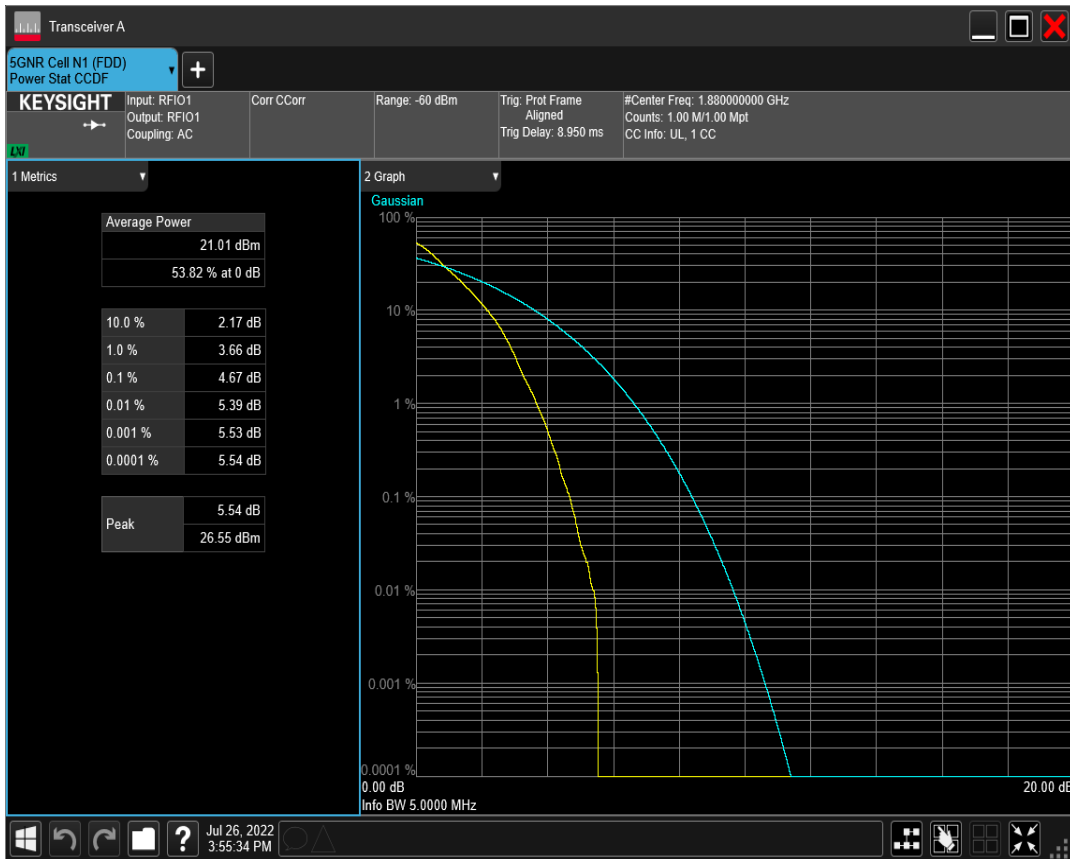 Transceiver A
5GNR Cell N1 (FDD)
Power Stat CCDF
+
KEYSIGHT
LXI
Input: RFIO1
Output: RFIO1
Coupling: AC
Corr CCorr
Range: -60 dBm
Trig: Prot Frame
Aligned
Trig Delay: 8.950 ms
#Center Freq: 1.880000000 GHz
Counts: 1.00 M/1.00 Mpt
CC Info: UL, 1 CC
1 Metrics
Average Power
21.01 dBm
53.82 % at 0 dB
10.0 % 2.17 dB
1.0 % 3.66 dB
0.1 % 4.67 dB
0.01 % 5.39 dB
0.001 % 5.53 dB
0.0001 % 5.54 dB
Peak
5.54 dB
26.55 dBm
2 Graph
Gaussian
100 %
10 %
1 %
0.1 %
0.01 %
0.001 %
0.0001 %
0.00 dB 20.00 dB
Info BW 5.0000 MHz
?
Jul 26, 2022
3:55:34 PM